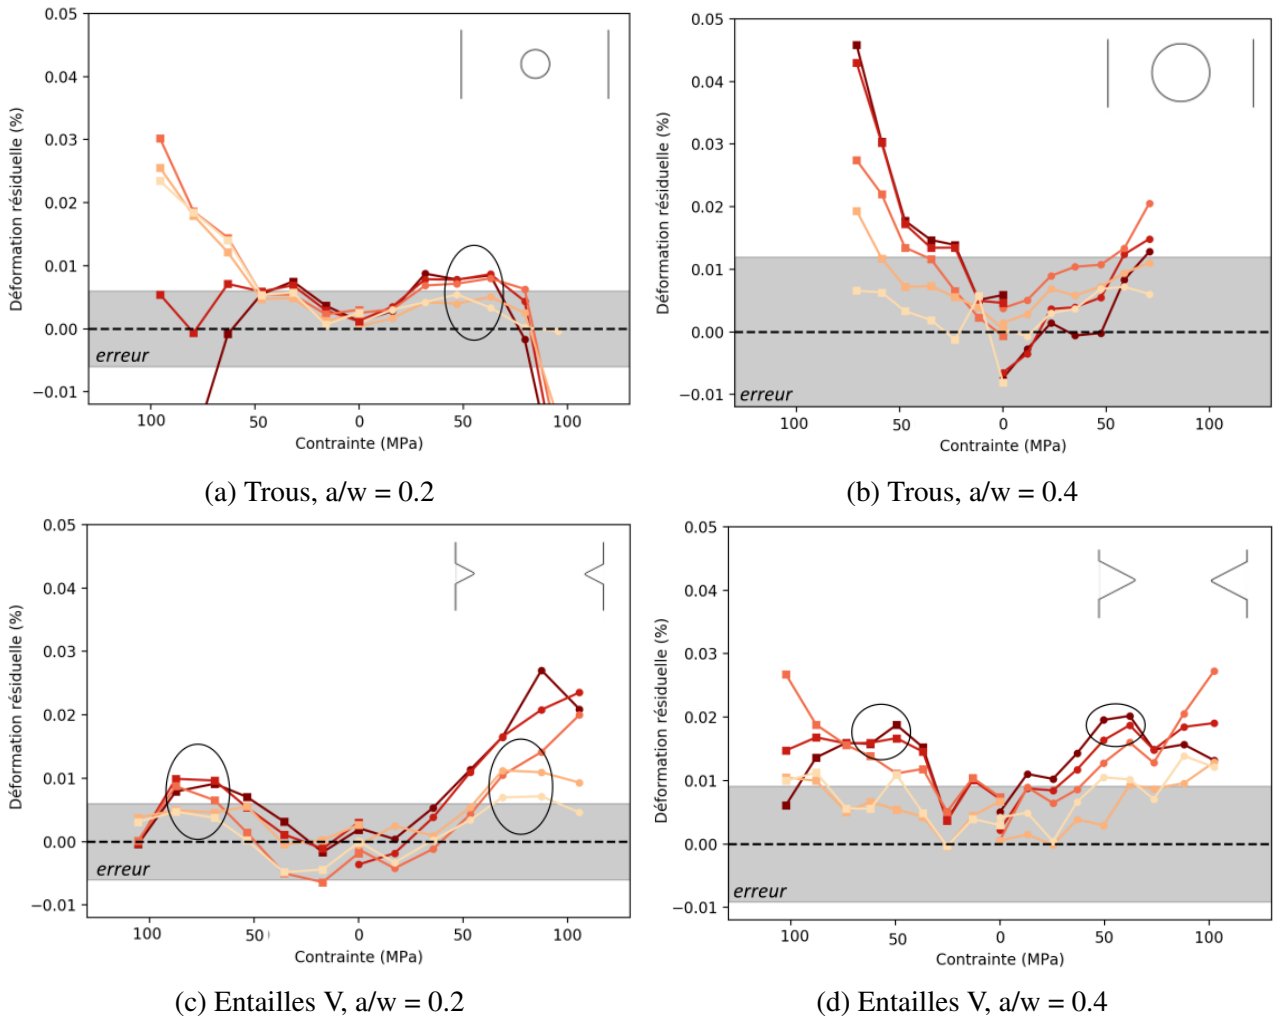 0.05
0.04
0.03
0.02
0.01
0.00
−0.01
Déformation résiduelle (%)
erreur
100 50 0 50 100
Contrainte (MPa)
(a) Trous, a/w = 0.2
0.05
0.04
0.03
0.02
0.01
0.00
−0.01
Déformation résiduelle (%)
erreur
100 50 0 50 100
Contrainte (MPa)
(b) Trous, a/w = 0.4
0.05
0.04
0.03
0.02
0.01
0.00
−0.01
Déformation résiduelle (%)
erreur
100 50 0 50 100
Contrainte (MPa)
(c) Entailles V, a/w = 0.2
0.05
0.04
0.03
0.02
0.01
0.00
−0.01
Déformation résiduelle (%)
erreur
100 50 0 50 100
Contrainte (MPa)
(d) Entailles V, a/w = 0.4